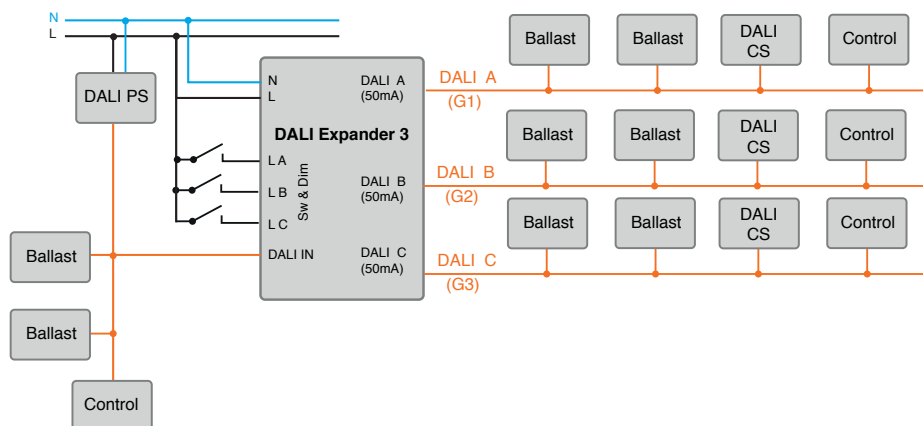 N
L
DALI PS
N
L
DALI A
(50mA)
DALI Expander 3
L A
L B
L C
Sw & Dim
DALI B
(50mA)
DALI IN
DALI C
(50mA)
DALI A
(G1)
Ballast
Ballast
DALI
CS
Control
DALI B
(G2)
Ballast
Ballast
DALI
CS
Control
DALI C
(G3)
Ballast
Ballast
DALI
CS
Control
Ballast
Ballast
Control